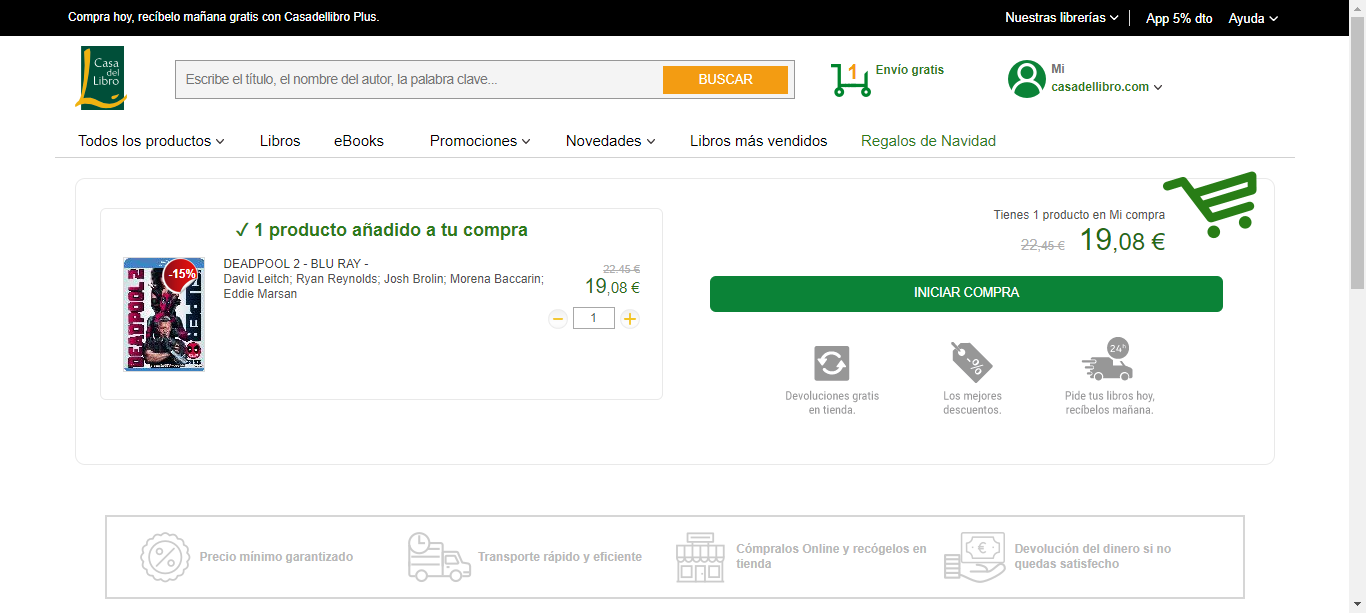 Compra hoy, recíbelo mañana gratis con Casadellibro Plus.
Nuestras librerías
App 5% dto
Ayuda
Casa
del
Libro
Escribe el título, el nombre del autor, la palabra clave...
BUSCAR
1
Envío gratis
Mi
casadellibro.com
Todos los productos
Libros
eBooks
Promociones
Novedades
Libros más vendidos
Regalos de Navidad
✓ 1 producto añadido a tu compra
-15%
DEADPOOL 2
DEADPOOL 2 - BLU RAY -
David Leitch; Ryan Reynolds; Josh Brolin; Morena Baccarin;
Eddie Marsan
22.45 €
19,08 €
1
Tienes 1 producto en Mi compra
22,45 €
19,08 €
INICIAR COMPRA
Devoluciones gratis
en tienda.
Los mejores
descuentos.
24h
Pide tus libros hoy,
recíbelos mañana.
Precio mínimo garantizado
Transporte rápido y eficiente
Cómpralos Online y recógelos en
tienda
Devolución del dinero si no
quedas satisfecho